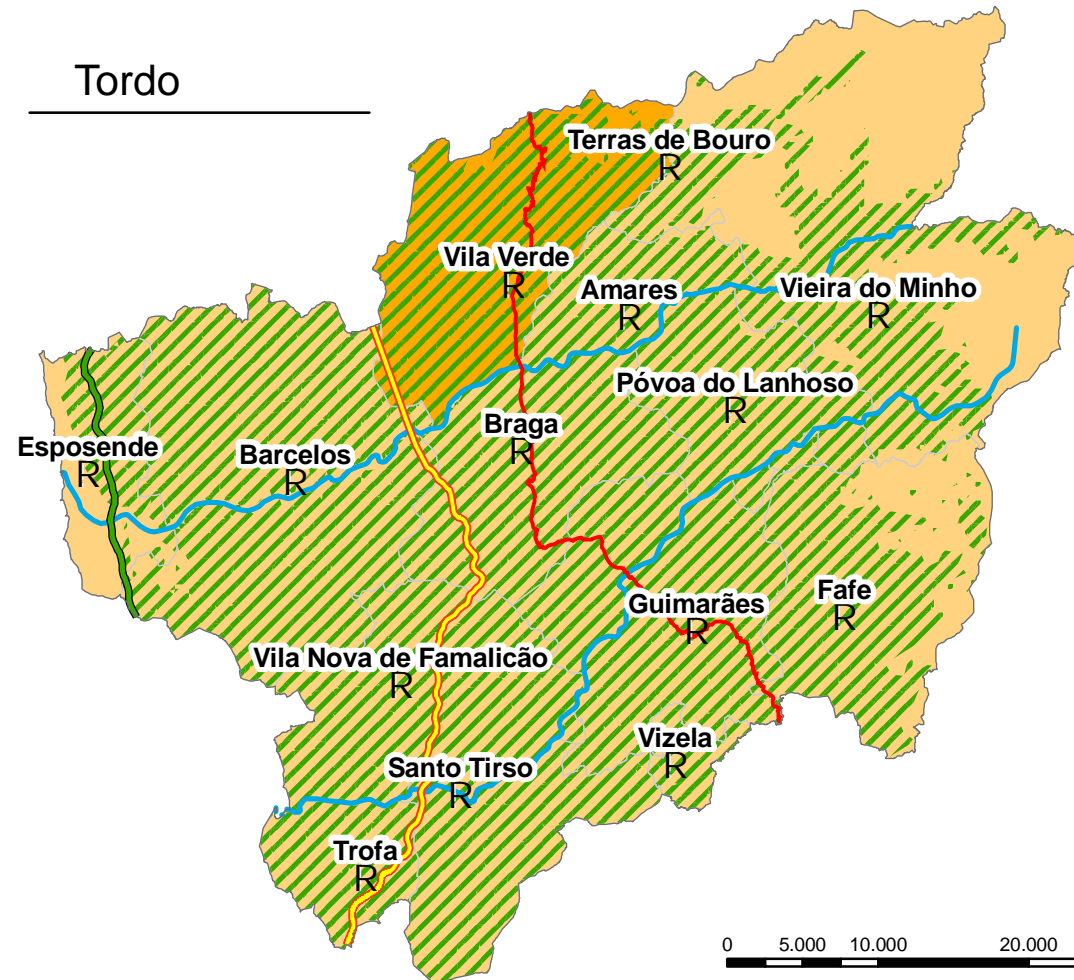 Tordo
Terras de Bouro
R
Vila Verde
R
Amares
R
Vieira do Minho
R
Póvoa do Lanhoso
R
Braga
R
Esposende
R
Barcelos
R
Guimarães
R
Fafe
R
Vila Nova de Famalicão
R
Vizela
R
Santo Tirso
R
Trofa
R
0 5.000 10.000 20.000